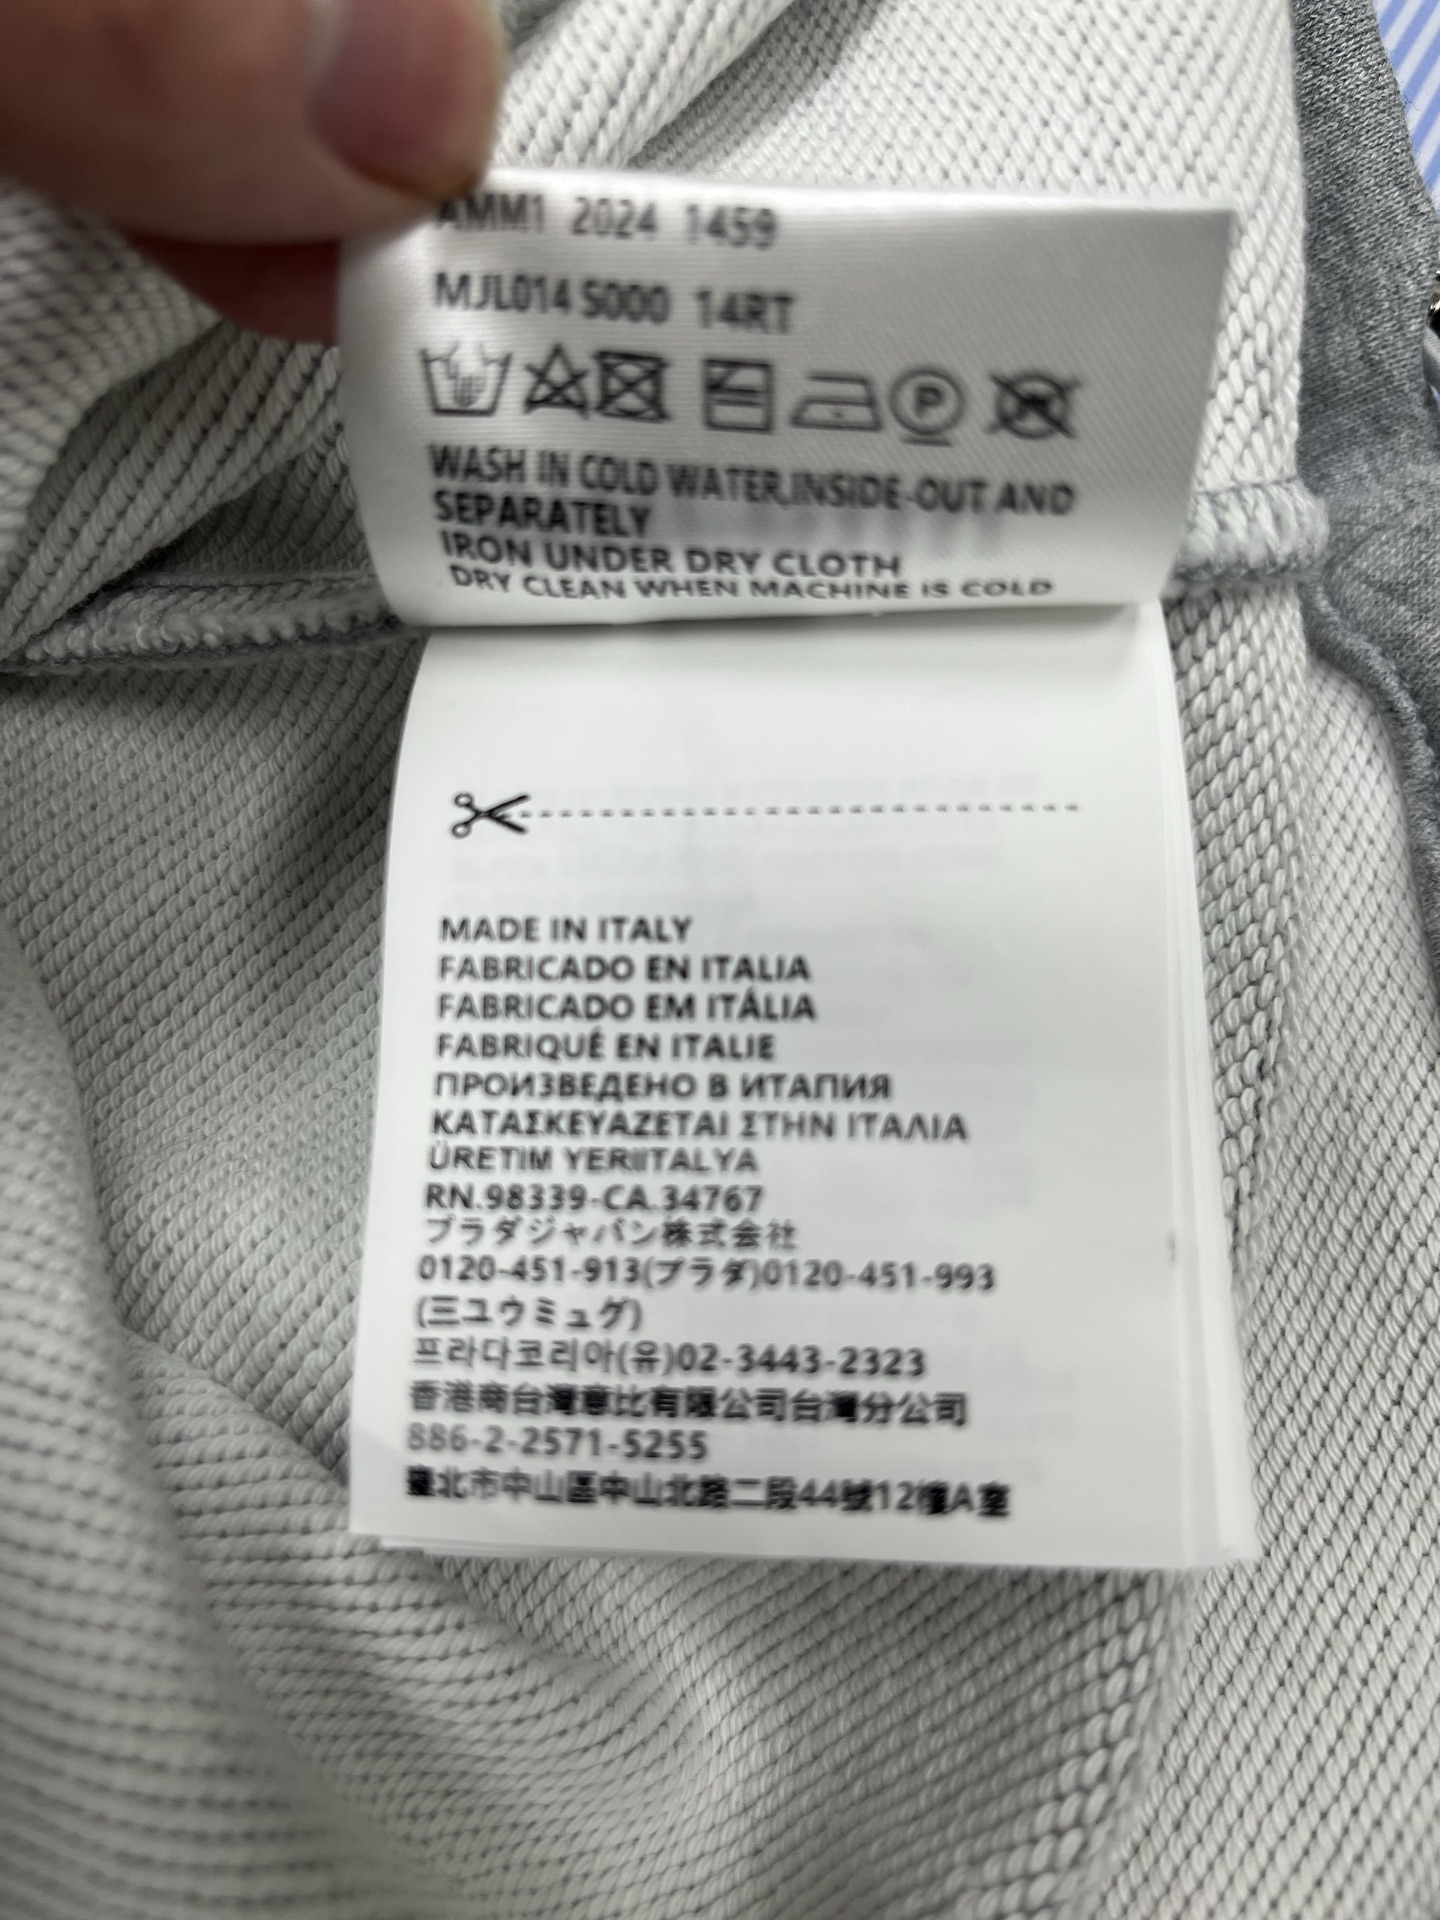 AMM1 2024 1459
MJL014 S000 14RT
P
WASH IN COLD WATER,INSIDE-OUT AND
SEPARATELY
IRON UNDER DRY CLOTH
DRY CLEAN WHEN MACHINE IS COLD
MADE IN ITALY
FABRICADO EN ITALIA
FABRICADO EM ITÁLIA
FABRIQUÉ EN ITALIE
ПРОИЗВЕДЕНО В ИТАПИЯ
ΚΑΤΑΣΚΕΥΑΖΕΤΑΙ ΣΤΗΝ ΙΤΑΛΙΑ
ÜRETIM YERIITALYA
RN.98339-CA.34767
プラダジャパン株式会社
0120-451-913(プラダ)0120-451-993
(三ユウミュグ)
프라다코리아(유)02-3443-2323
香港商台灣惠比有限公司台灣分公司
886-2-2571-5255
臺北市中山區中山北路二段44號12樓A室